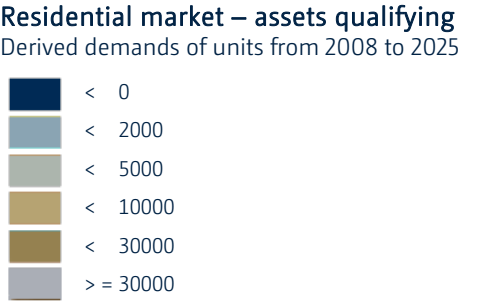 Residential market – assets qualifying
Derived demands of units from 2008 to 2025
< 0
< 2000
< 5000
< 10000
< 30000
> = 30000